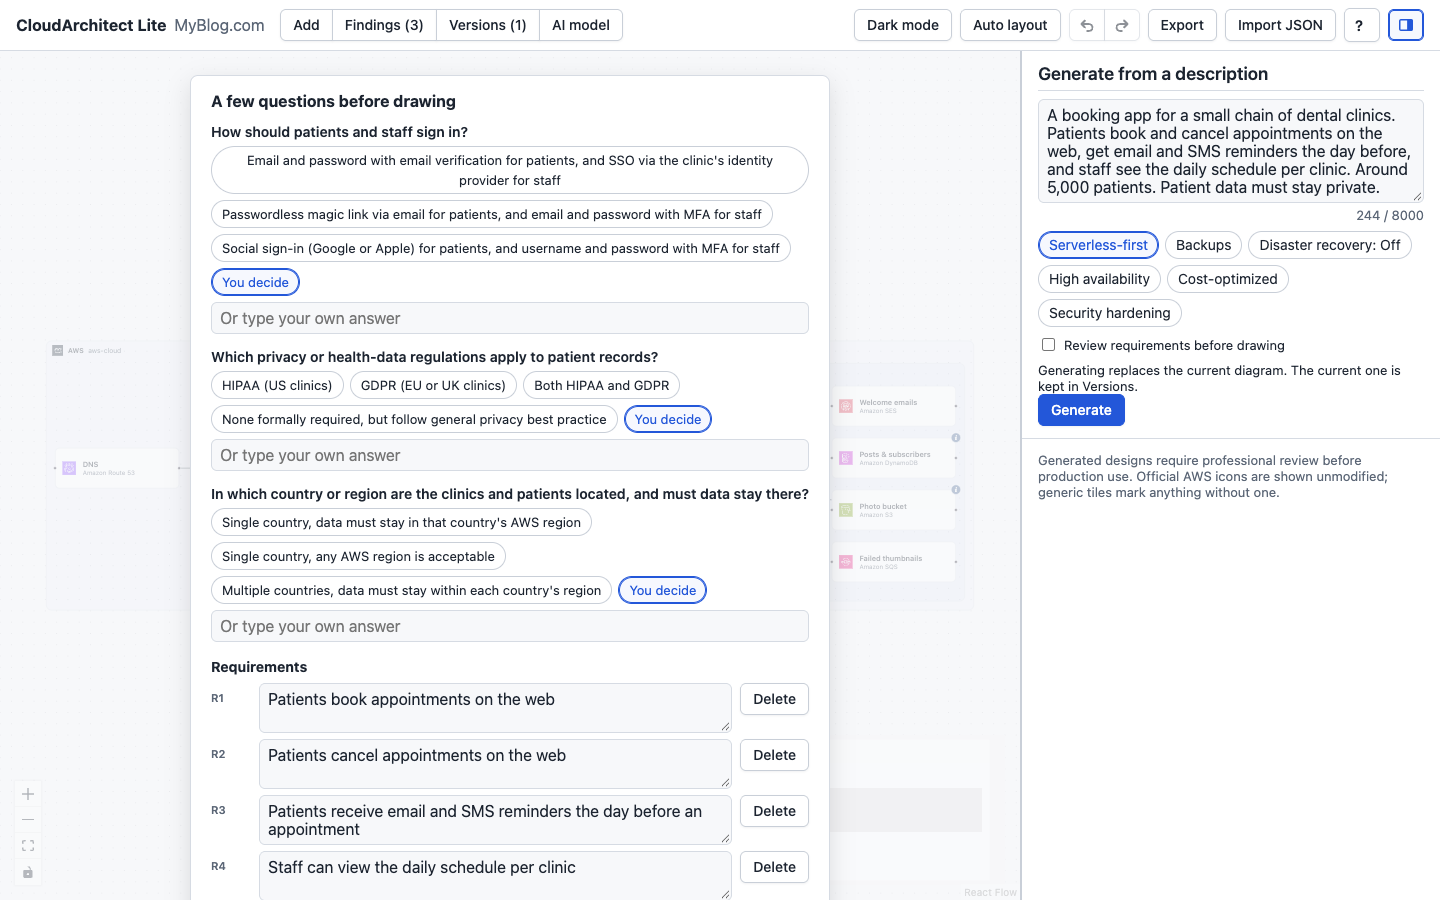 CloudArchitect Lite MyBlog.com Add Findings (3) Versions (1) AI model Dark mode Auto layout Export Import JSON ?
A few questions before drawing
How should patients and staff sign in?
Email and password with email verification for patients, and SSO via the clinic's identity
provider for staff
Passwordless magic link via email for patients, and email and password with MFA for staff
Social sign-in (Google or Apple) for patients, and username and password with MFA for staff
You decide
Or type your own answer
Which privacy or health-data regulations apply to patient records?
HIPAA (US clinics) GDPR (EU or UK clinics) Both HIPAA and GDPR
None formally required, but follow general privacy best practice You decide
Or type your own answer
In which country or region are the clinics and patients located, and must data stay there?
Single country, data must stay in that country's AWS region
Single country, any AWS region is acceptable
Multiple countries, data must stay within each country's region You decide
Or type your own answer
Requirements
R1 Patients book appointments on the web Delete
R2 Patients cancel appointments on the web Delete
R3 Patients receive email and SMS reminders the day before an
appointment Delete
R4 Staff can view the daily schedule per clinic Delete
AWS aws-cloud
DNS
Amazon Route 53
Welcome emails
Amazon SES
Posts & subscribers
Amazon DynamoDB
Photo bucket
Amazon S3
Failed thumbnails
Amazon SQS
React Flow
Generate from a description
A booking app for a small chain of dental clinics.
Patients book and cancel appointments on the
web, get email and SMS reminders the day before,
and staff see the daily schedule per clinic. Around
5,000 patients. Patient data must stay private.
244 / 8000
Serverless-first Backups Disaster recovery: Off
High availability Cost-optimized
Security hardening
Review requirements before drawing
Generating replaces the current diagram. The current one is
kept in Versions.
Generate
Generated designs require professional review before
production use. Official AWS icons are shown unmodified;
generic tiles mark anything without one.